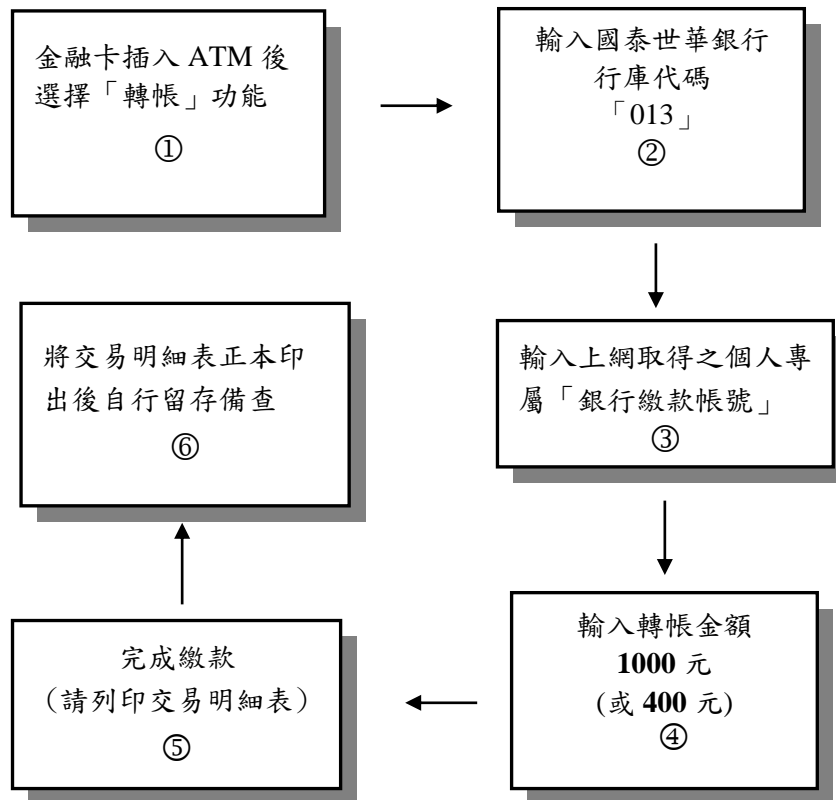 金融卡插入 ATM 後
選擇「轉帳」功能
①
輸入國泰世華銀行
行庫代碼
「013」
②
輸入上網取得之個人專
屬「銀行繳款帳號」
③
輸入轉帳金額
1000 元
(或 400 元)
④
完成繳款
（請列印交易明細表）
⑤
將交易明細表正本印
出後自行留存備查
⑥